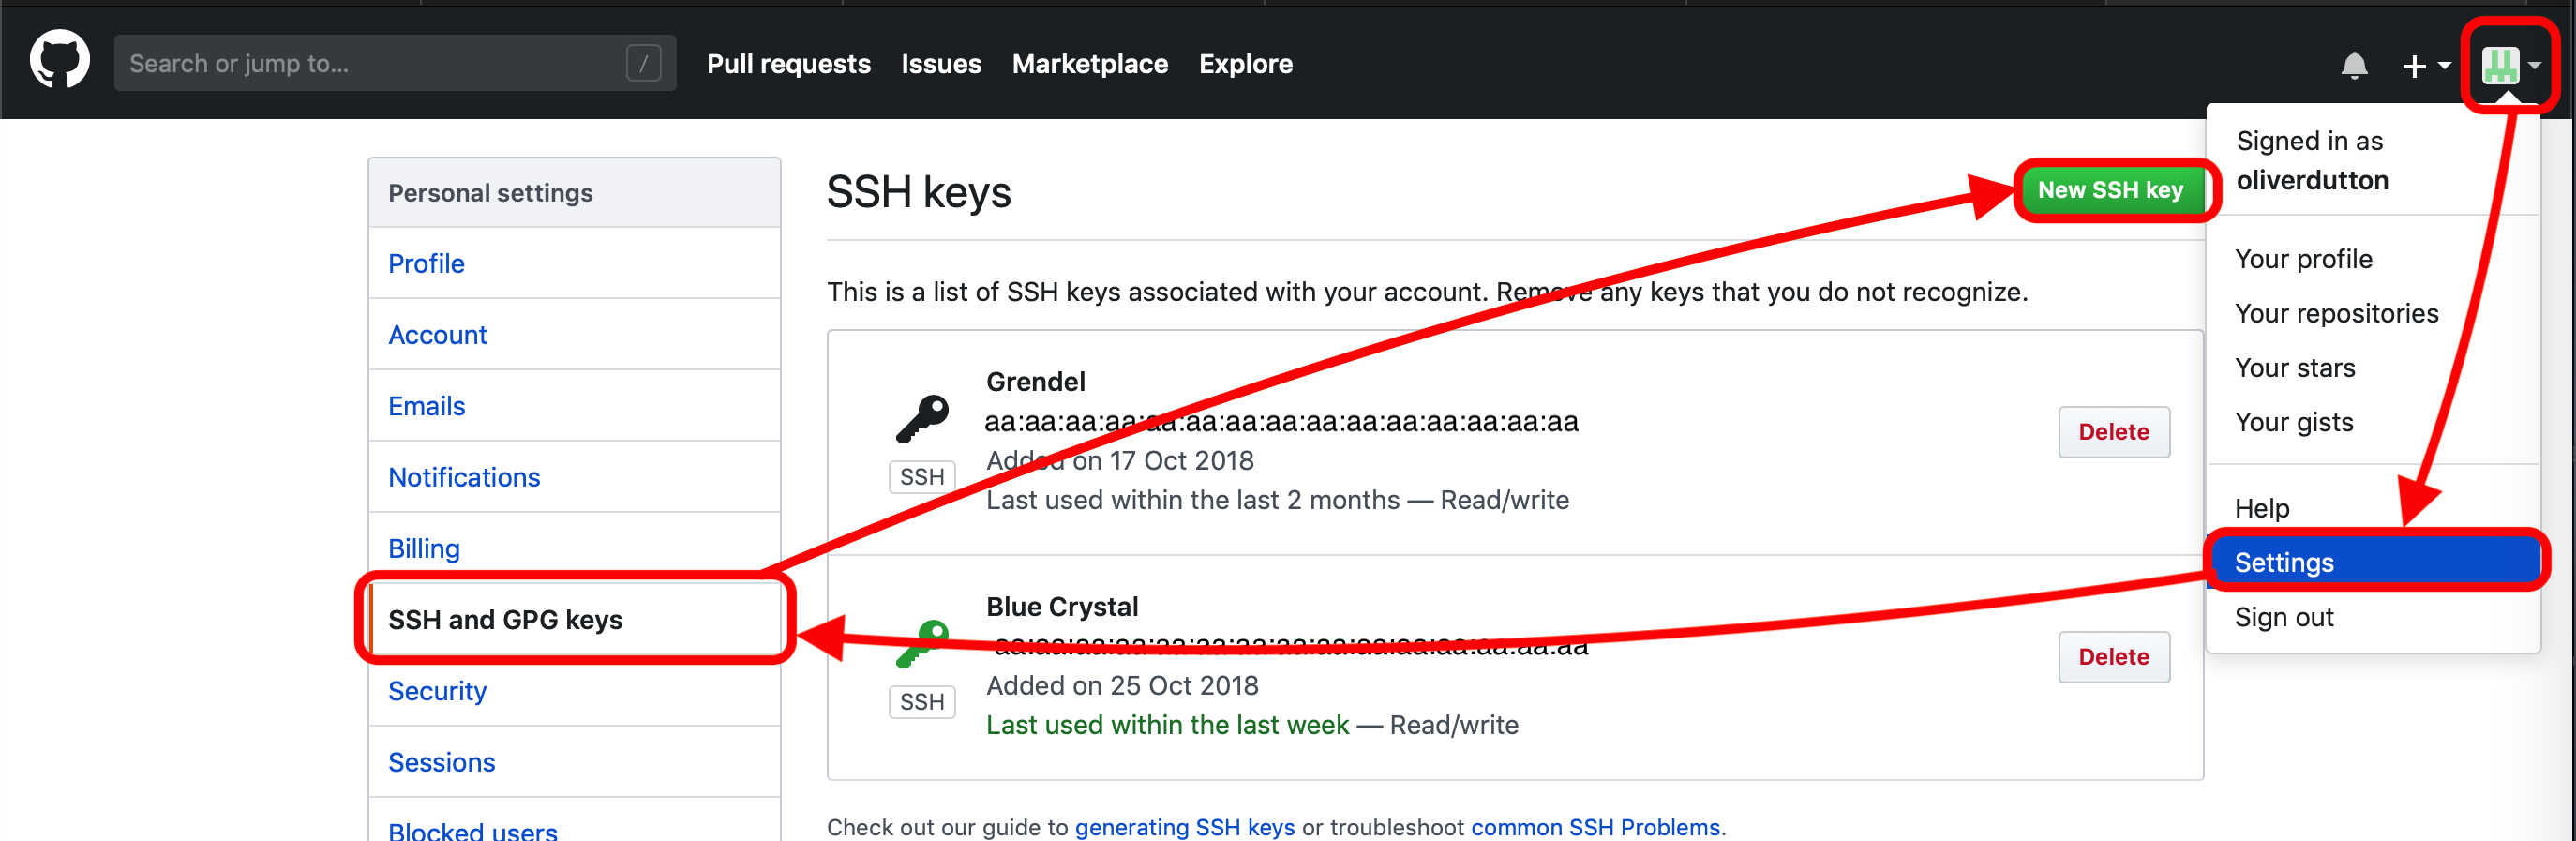 Search or jump to...
/
Pull requests
Issues
Marketplace
Explore
Signed in as
oliverdutton
Your profile
Your repositories
Your stars
Your gists
Help
Settings
Sign out
Personal settings
Profile
Account
Emails
Notifications
Billing
SSH and GPG keys
Security
Sessions
Blocked users
SSH keys
New SSH key
This is a list of SSH keys associated with your account. Remove any keys that you do not recognize.
Grendel
aa:aa:aa:aa:aa:aa:aa:aa:aa:aa:aa:aa:aa:aa:aa
SSH
Added on 17 Oct 2018
Last used within the last 2 months — Read/write
Delete
Blue Crystal
aa:aa:aa:aa:aa:aa:aa:aa:aa:aa:aa:aa:aa:aa:aa
SSH
Added on 25 Oct 2018
Last used within the last week — Read/write
Delete
Check out our guide to generating SSH keys or troubleshoot common SSH Problems.